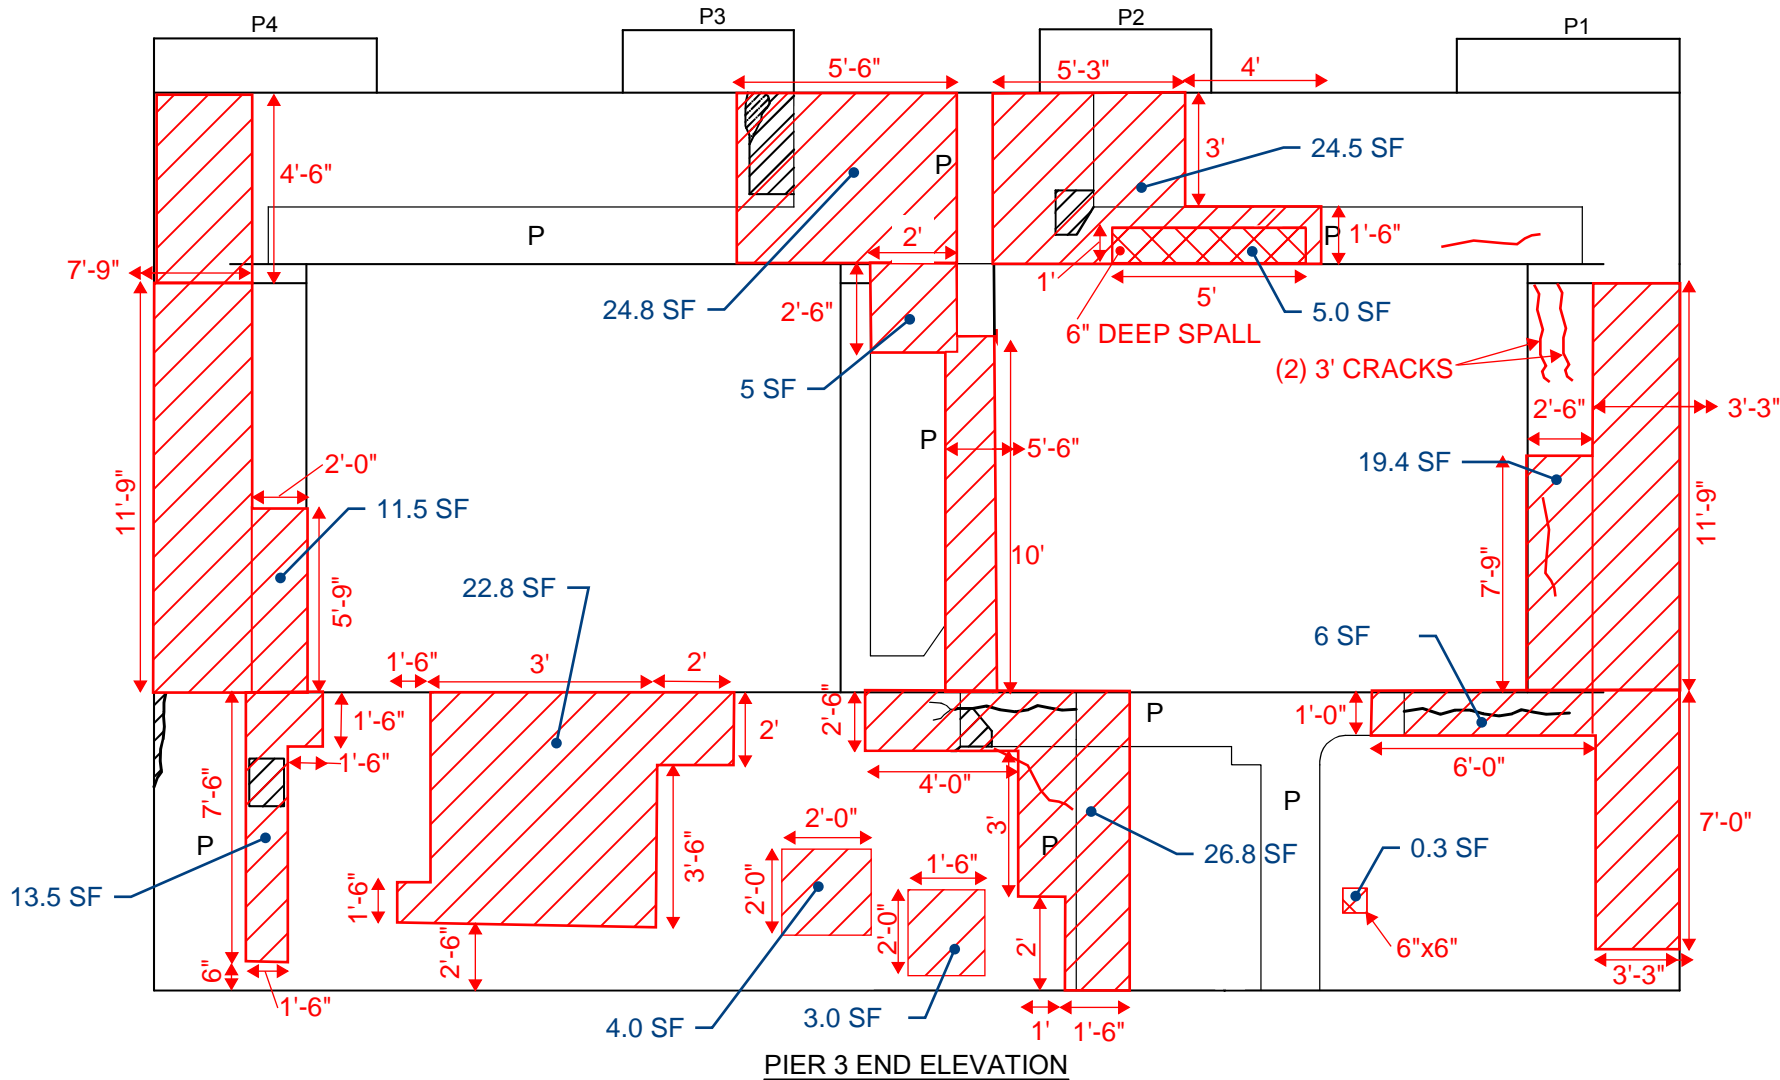 P4
P3
P2
P1
5'-6"
5'-3"
4'
4'-6"
P
3'
24.5 SF
P
2'
P
1'-6"
7'-9"
1'
5'
24.8 SF
2'-6"
5.0 SF
6" DEEP SPALL
5 SF
(2) 3' CRACKS
2'-6"
3'-3"
P
5'-6"
2'-0"
19.4 SF
11'-9"
11'-9"
11.5 SF
10'
7'-9"
5'-9"
22.8 SF
6 SF
1'-6"
3'
2'
1'-6"
2'
2'-6"
P
1'-0"
1'-6"
4'-0"
6'-0"
7'-6"
3'
P
7'-0"
P
2'-0"
3'-6"
P
26.8 SF
0.3 SF
1'-6"
2'-0"
1'-6"
13.5 SF
2'-0"
6"
2'-6"
2'
6"x6"
3'-3"
1'-6"
4.0 SF
3.0 SF
1'
1'-6"
PIER 3 END ELEVATION